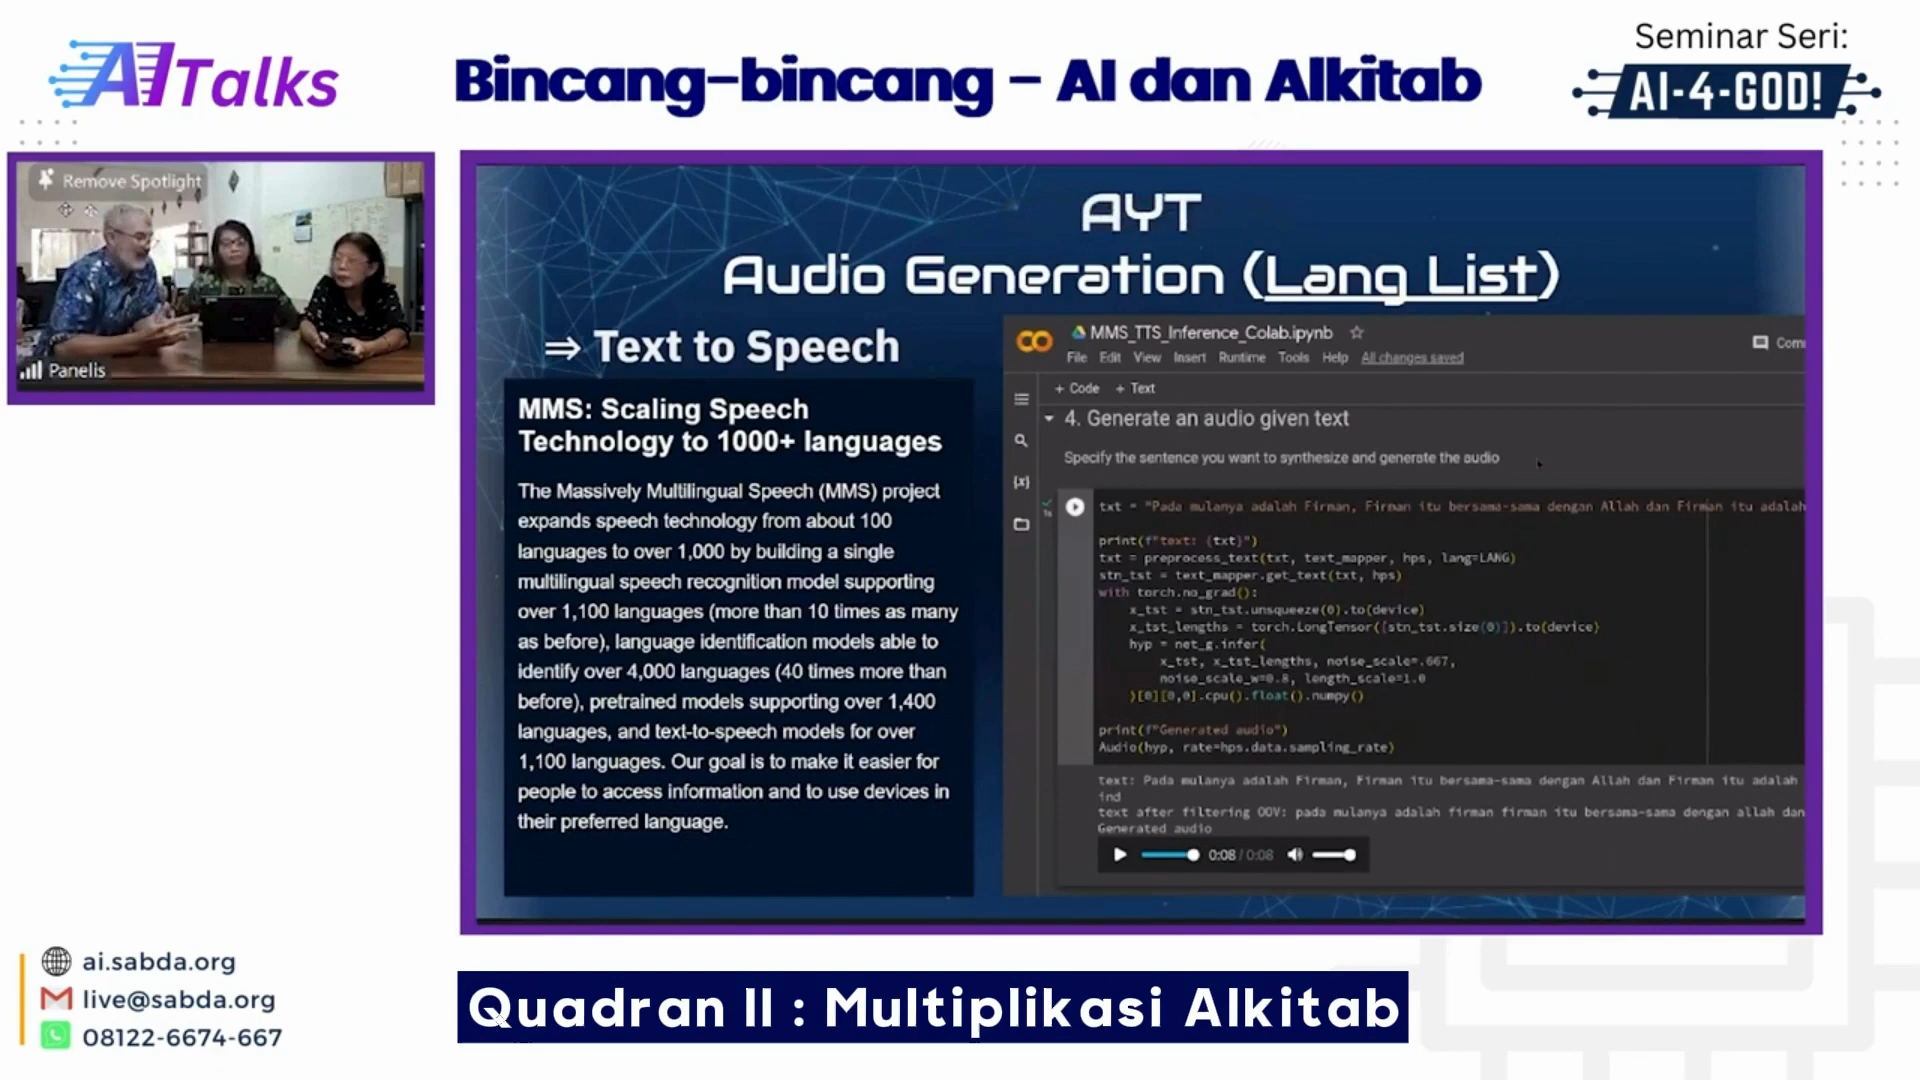 AI Talks
Bincang-bincang - AI dan Alkitab
Seminar Seri:
AI-4-GOD!
Remove Spotlight
Panelis
AYT
Audio Generation (Lang List)
⇒ Text to Speech
MMS: Scaling Speech
Technology to 1000+ languages
The Massively Multilingual Speech (MMS) project
expands speech technology from about 100
languages to over 1,000 by building a single
multilingual speech recognition model supporting
over 1,100 languages (more than 10 times as many
as before), language identification models able to
identify over 4,000 languages (40 times more than
before), pretrained models supporting over 1,400
languages, and text-to-speech models for over
1,100 languages. Our goal is to make it easier for
people to access information and to use devices in
their preferred language.
MMS_TTS_Inference_Colab.ipynb
File Edit View Insert Runtime Tools Help All changes saved
Com
+ Code + Text
4. Generate an audio given text
Specify the sentence you want to synthesize and generate the audio
1s
txt = "Pada mulanya adalah Firman, Firman itu bersama-sama dengan Allah dan Firman itu adalah
print(f"text: {txt}")
txt = preprocess_text(txt, text_mapper, hps, lang=LANG)
stn_tst = text_mapper.get_text(txt, hps)
with torch.no_grad():
x_tst = stn_tst.unsqueeze(0).to(device)
x_tst_lengths = torch.LongTensor([stn_tst.size(0)]).to(device)
hyp = net_g.infer(
x_tst, x_tst_lengths, noise_scale=.667,
noise_scale_w=0.8, length_scale=1.0
)[0][0,0].cpu().float().numpy()
print(f"Generated audio")
Audio(hyp, rate=hps.data.sampling_rate)
text: Pada mulanya adalah Firman, Firman itu bersama-sama dengan Allah dan Firman itu adalah
ind
text after filtering OOV: pada mulanya adalah firman firman itu bersama-sama dengan allah dan
Generated audio
0:08 / 0:08
ai.sabda.org
live@sabda.org
08122-6674-667
Quadran II : Multiplikasi Alkitab